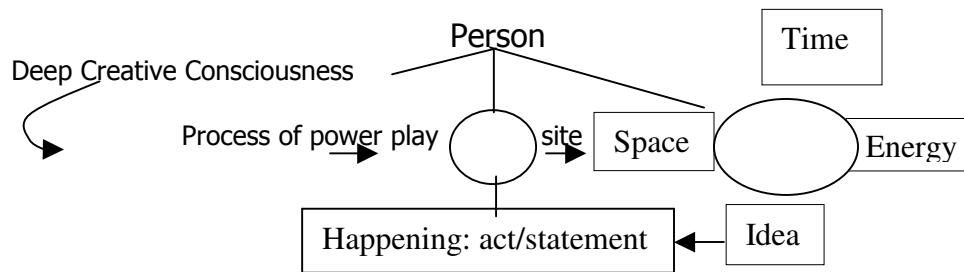 Person
Time
Deep Creative Consciousness
Process of power play
site
Space
Energy
Happening: act/statement
Idea